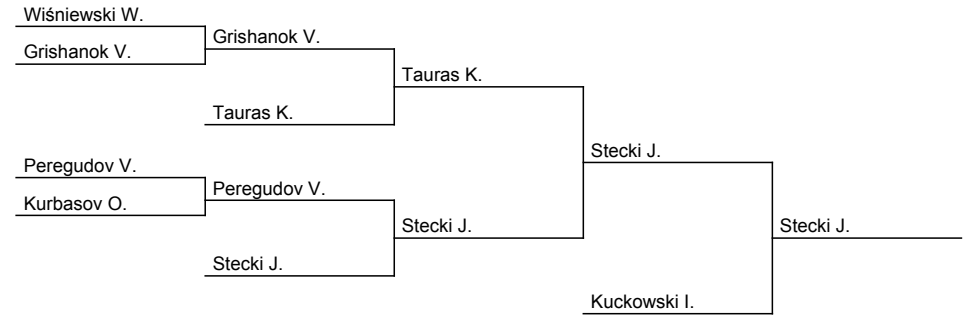 Wiśniewski W.
Grishanok V.
Grishanok V.
Tauras K.
Tauras K.
Stecki J.
Peregudov V.
Peregudov V.
Kurbasov O.
Stecki J.
Stecki J.
Stecki J.
Kuckowski I.